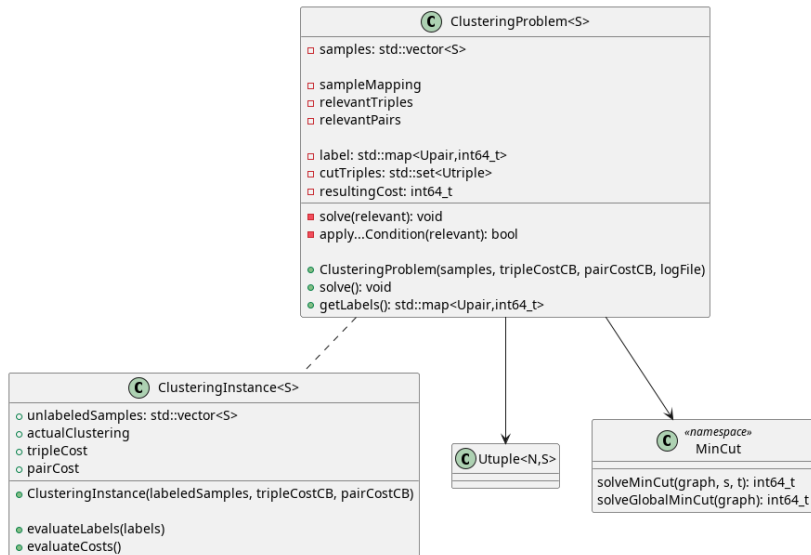 C ClusteringProblem<S>
samples: std::vector<S>
sampleMapping
relevantTriples
relevantPairs
label: std::map<Upair,int64_t>
cutTriples: std::set<Utriple>
resultingCost: int64_t
solve(relevant): void
apply...Condition(relevant): bool
ClusteringProblem(samples, tripleCostCB, pairCostCB, logFile)
solve(): void
getLabels(): std::map<Upair,int64_t>
C ClusteringInstance<S>
unlabeledSamples: std::vector<S>
actualClustering
tripleCost
pairCost
ClusteringInstance(labeledSamples, tripleCostCB, pairCostCB)
evaluateLabels(labels)
evaluateCosts()
C Utuple<N,S>
«namespace»
C MinCut
solveMinCut(graph, s, t): int64_t
solveGlobalMinCut(graph): int64_t